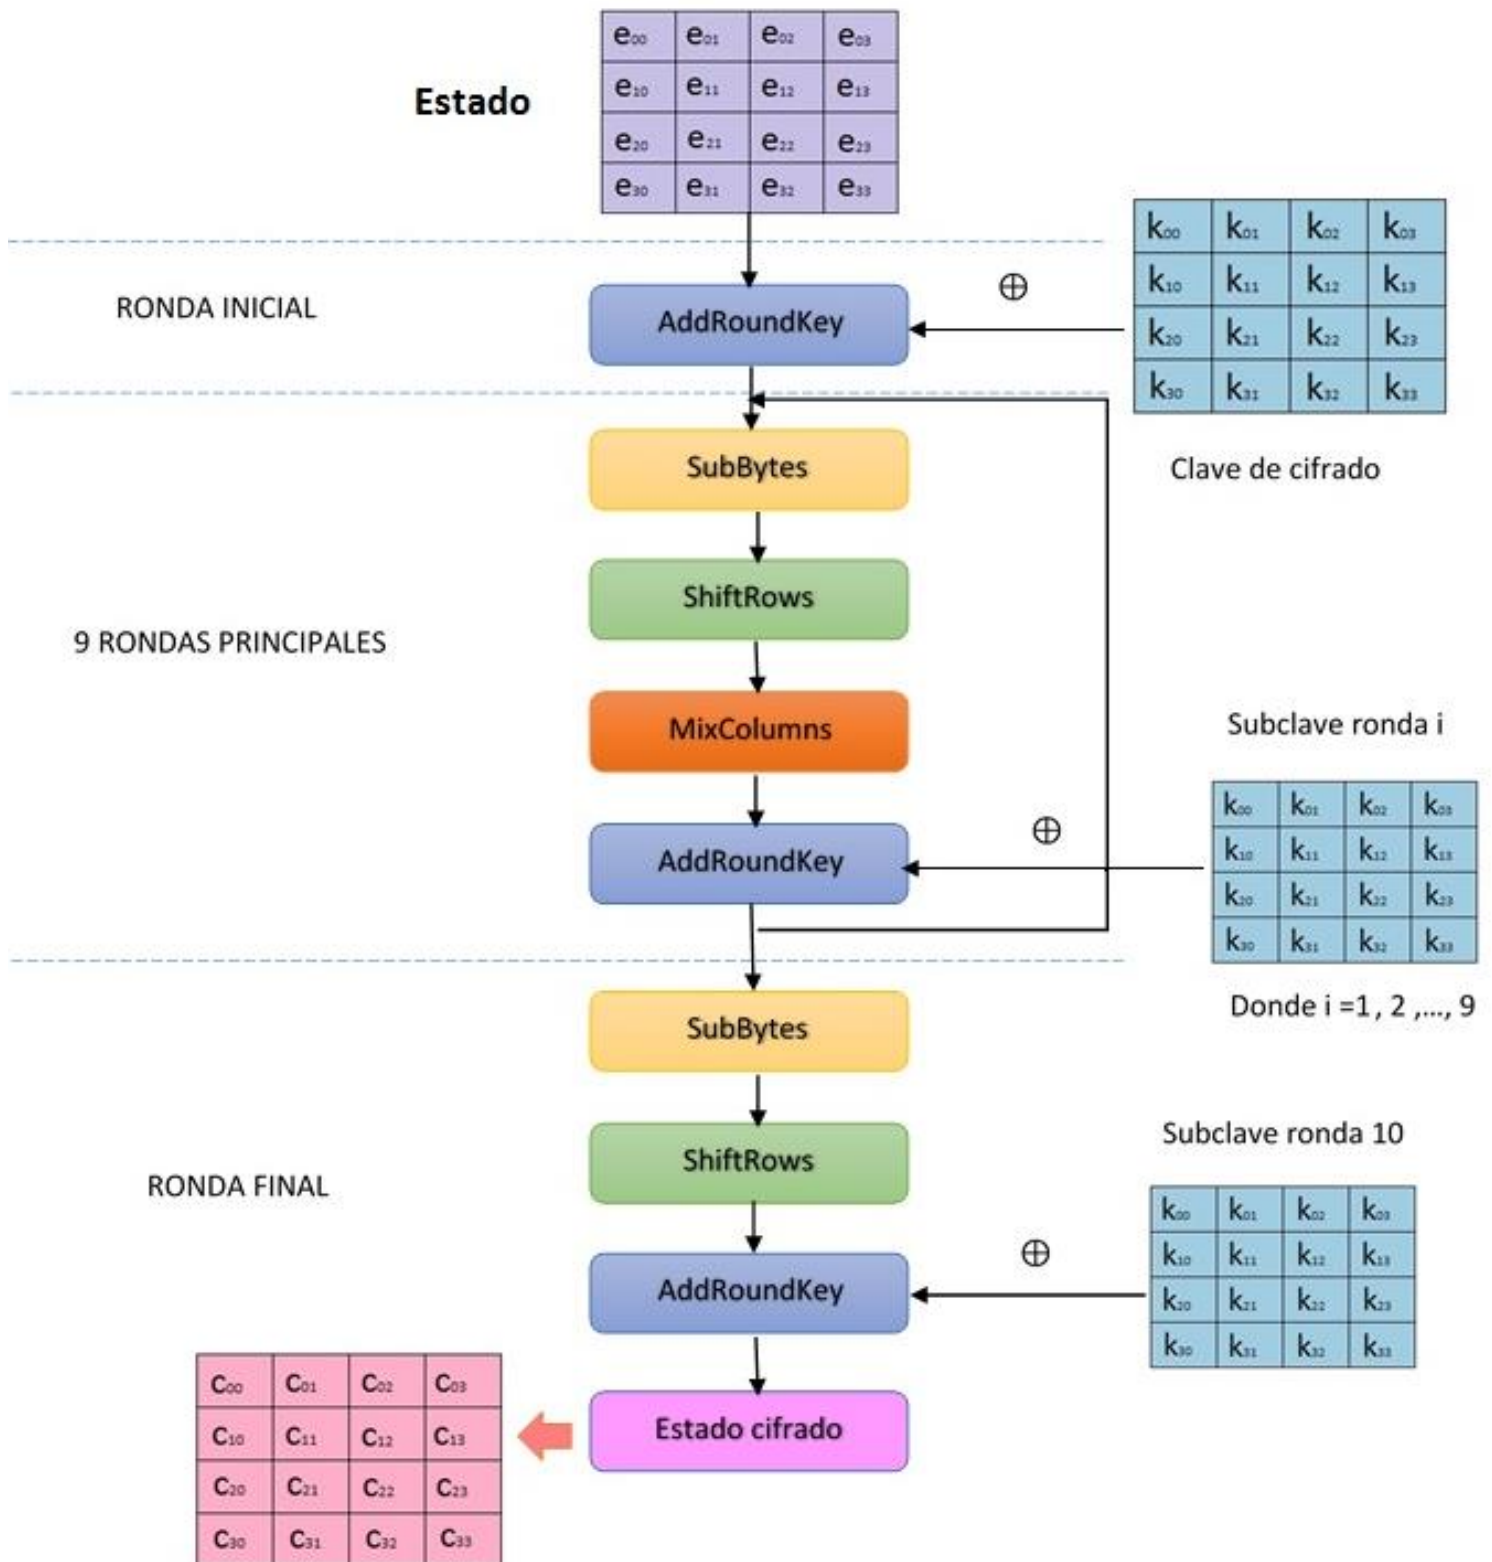 e00 e01 e02 e03
Estado
e10 e11 e12 e13
e20 e21 e22 e23
e30 e31 e32 e33
k00 k01 k02 k03
k10 k11 k12 k13
k20 k21 k22 k23
k30 k31 k32 k33
Clave de cifrado
RONDA INICIAL
AddRoundKey
⊕
9 RONDAS PRINCIPALES
SubBytes
ShiftRows
MixColumns
AddRoundKey
⊕
Subclave ronda i
k00 k01 k02 k03
k10 k11 k12 k13
k20 k21 k22 k23
k30 k31 k32 k33
Donde i =1, 2 ,..., 9
RONDA FINAL
SubBytes
ShiftRows
AddRoundKey
⊕
Subclave ronda 10
k00 k01 k02 k03
k10 k11 k12 k13
k20 k21 k22 k23
k30 k31 k32 k33
Estado cifrado
c00 c01 c02 c03
c10 c11 c12 c13
c20 c21 c22 c23
c30 c31 c32 c33